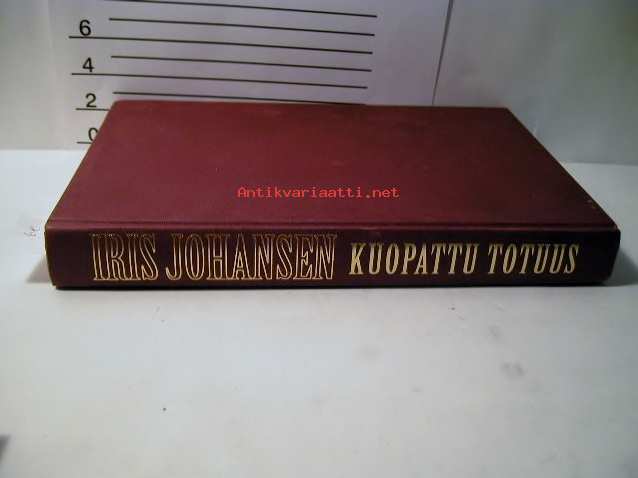 6
4
2
0
Antikvariaatti.net
IRIS JOHANSEN KUOPATTU TOTUUS